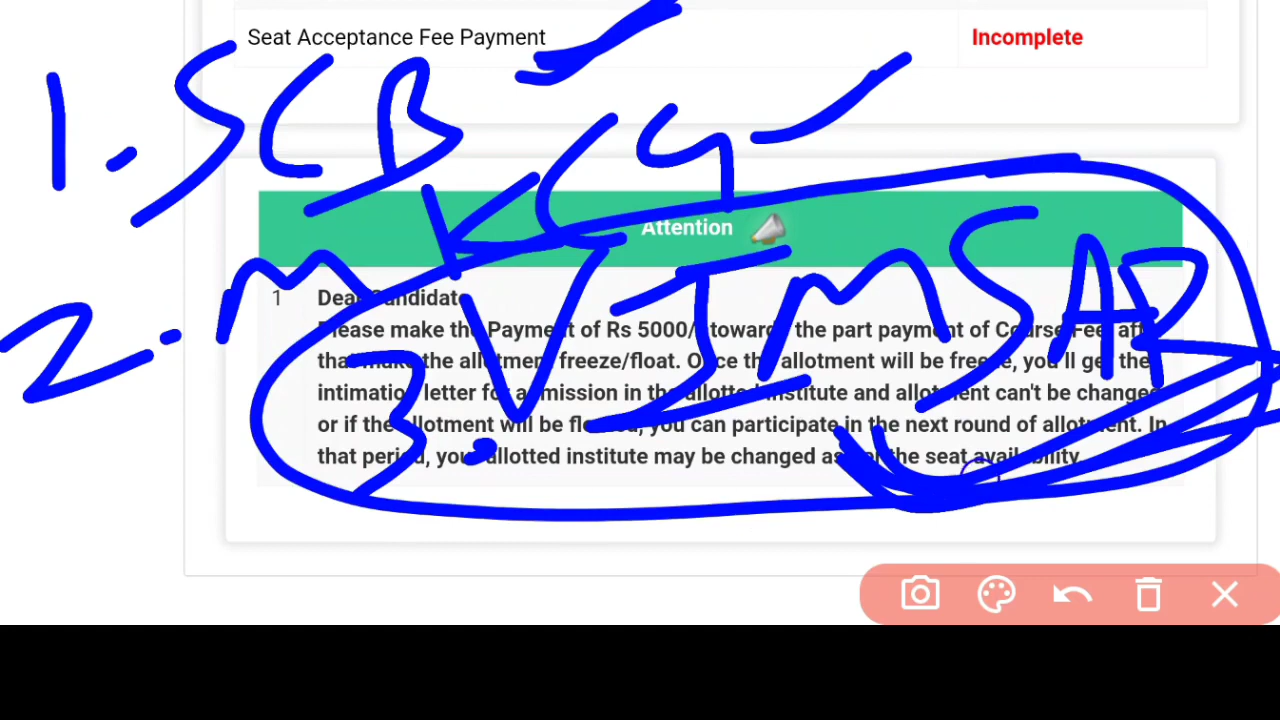 Seat Acceptance Fee Payment Incomplete
1. SCB
2. MKCG
Attention
3. VIMSAR
1 Dear Candidate
Please make the Payment of Rs 5000/- towards the part payment of Course Fee after
that make the allotment freeze/float. Once the allotment will be freeze, you'll get the
intimation letter for admission in the allotted institute and allotment can't be changed
or if the allotment will be floated, you can participate in the next round of allotment. In
that period, your allotted institute may be changed as per the seat availability.